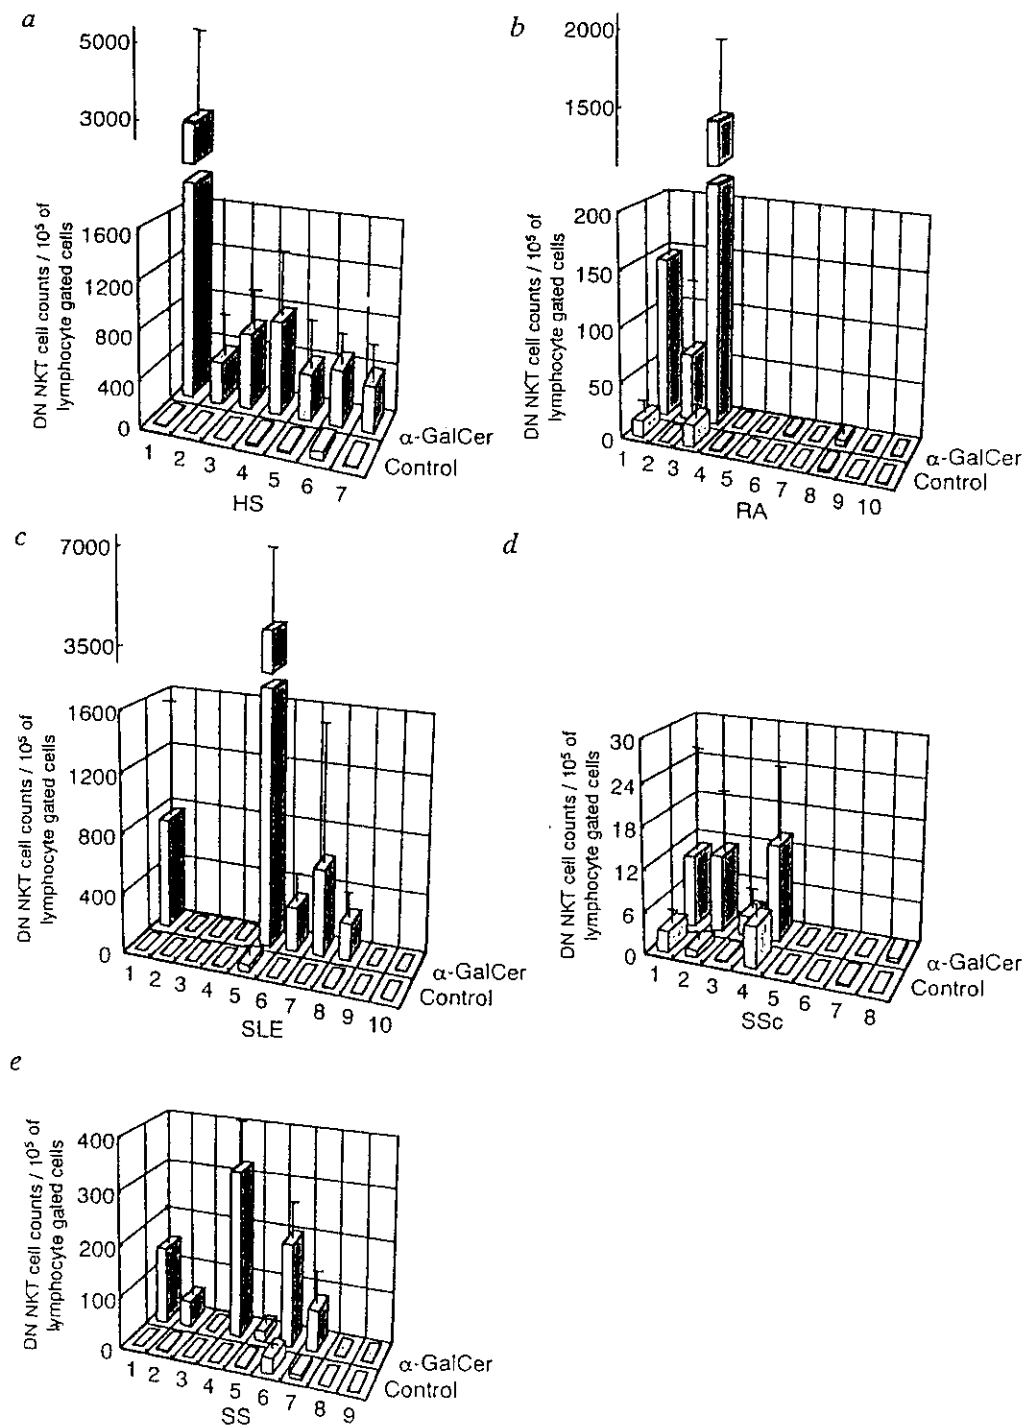 a
5000
3000
1600
1200
800
400
0
DN NKT cell counts / 10⁵ of
lymphocyte gated cells
1 2 3 4 5 6 7
HS
α-GalCer
Control
b
2000
1500
200
150
100
50
0
DN NKT cell counts / 10⁵ of
lymphocyte gated cells
1 2 3 4 5 6 7 8 9 10
RA
α-GalCer
Control
c
7000
3500
1600
1200
800
400
0
DN NKT cell counts / 10⁵ of
lymphocyte gated cells
1 2 3 4 5 6 7 8 9 10
SLE
α-GalCer
Control
d
30
24
18
12
6
0
DN NKT cell counts / 10⁵ of
lymphocyte gated cells
1 2 3 4 5 6 7 8
SSc
α-GalCer
Control
e
400
300
200
100
0
DN NKT cell counts / 10⁵ of
lymphocyte gated cells
1 2 3 4 5 6 7 8 9
SS
α-GalCer
Control